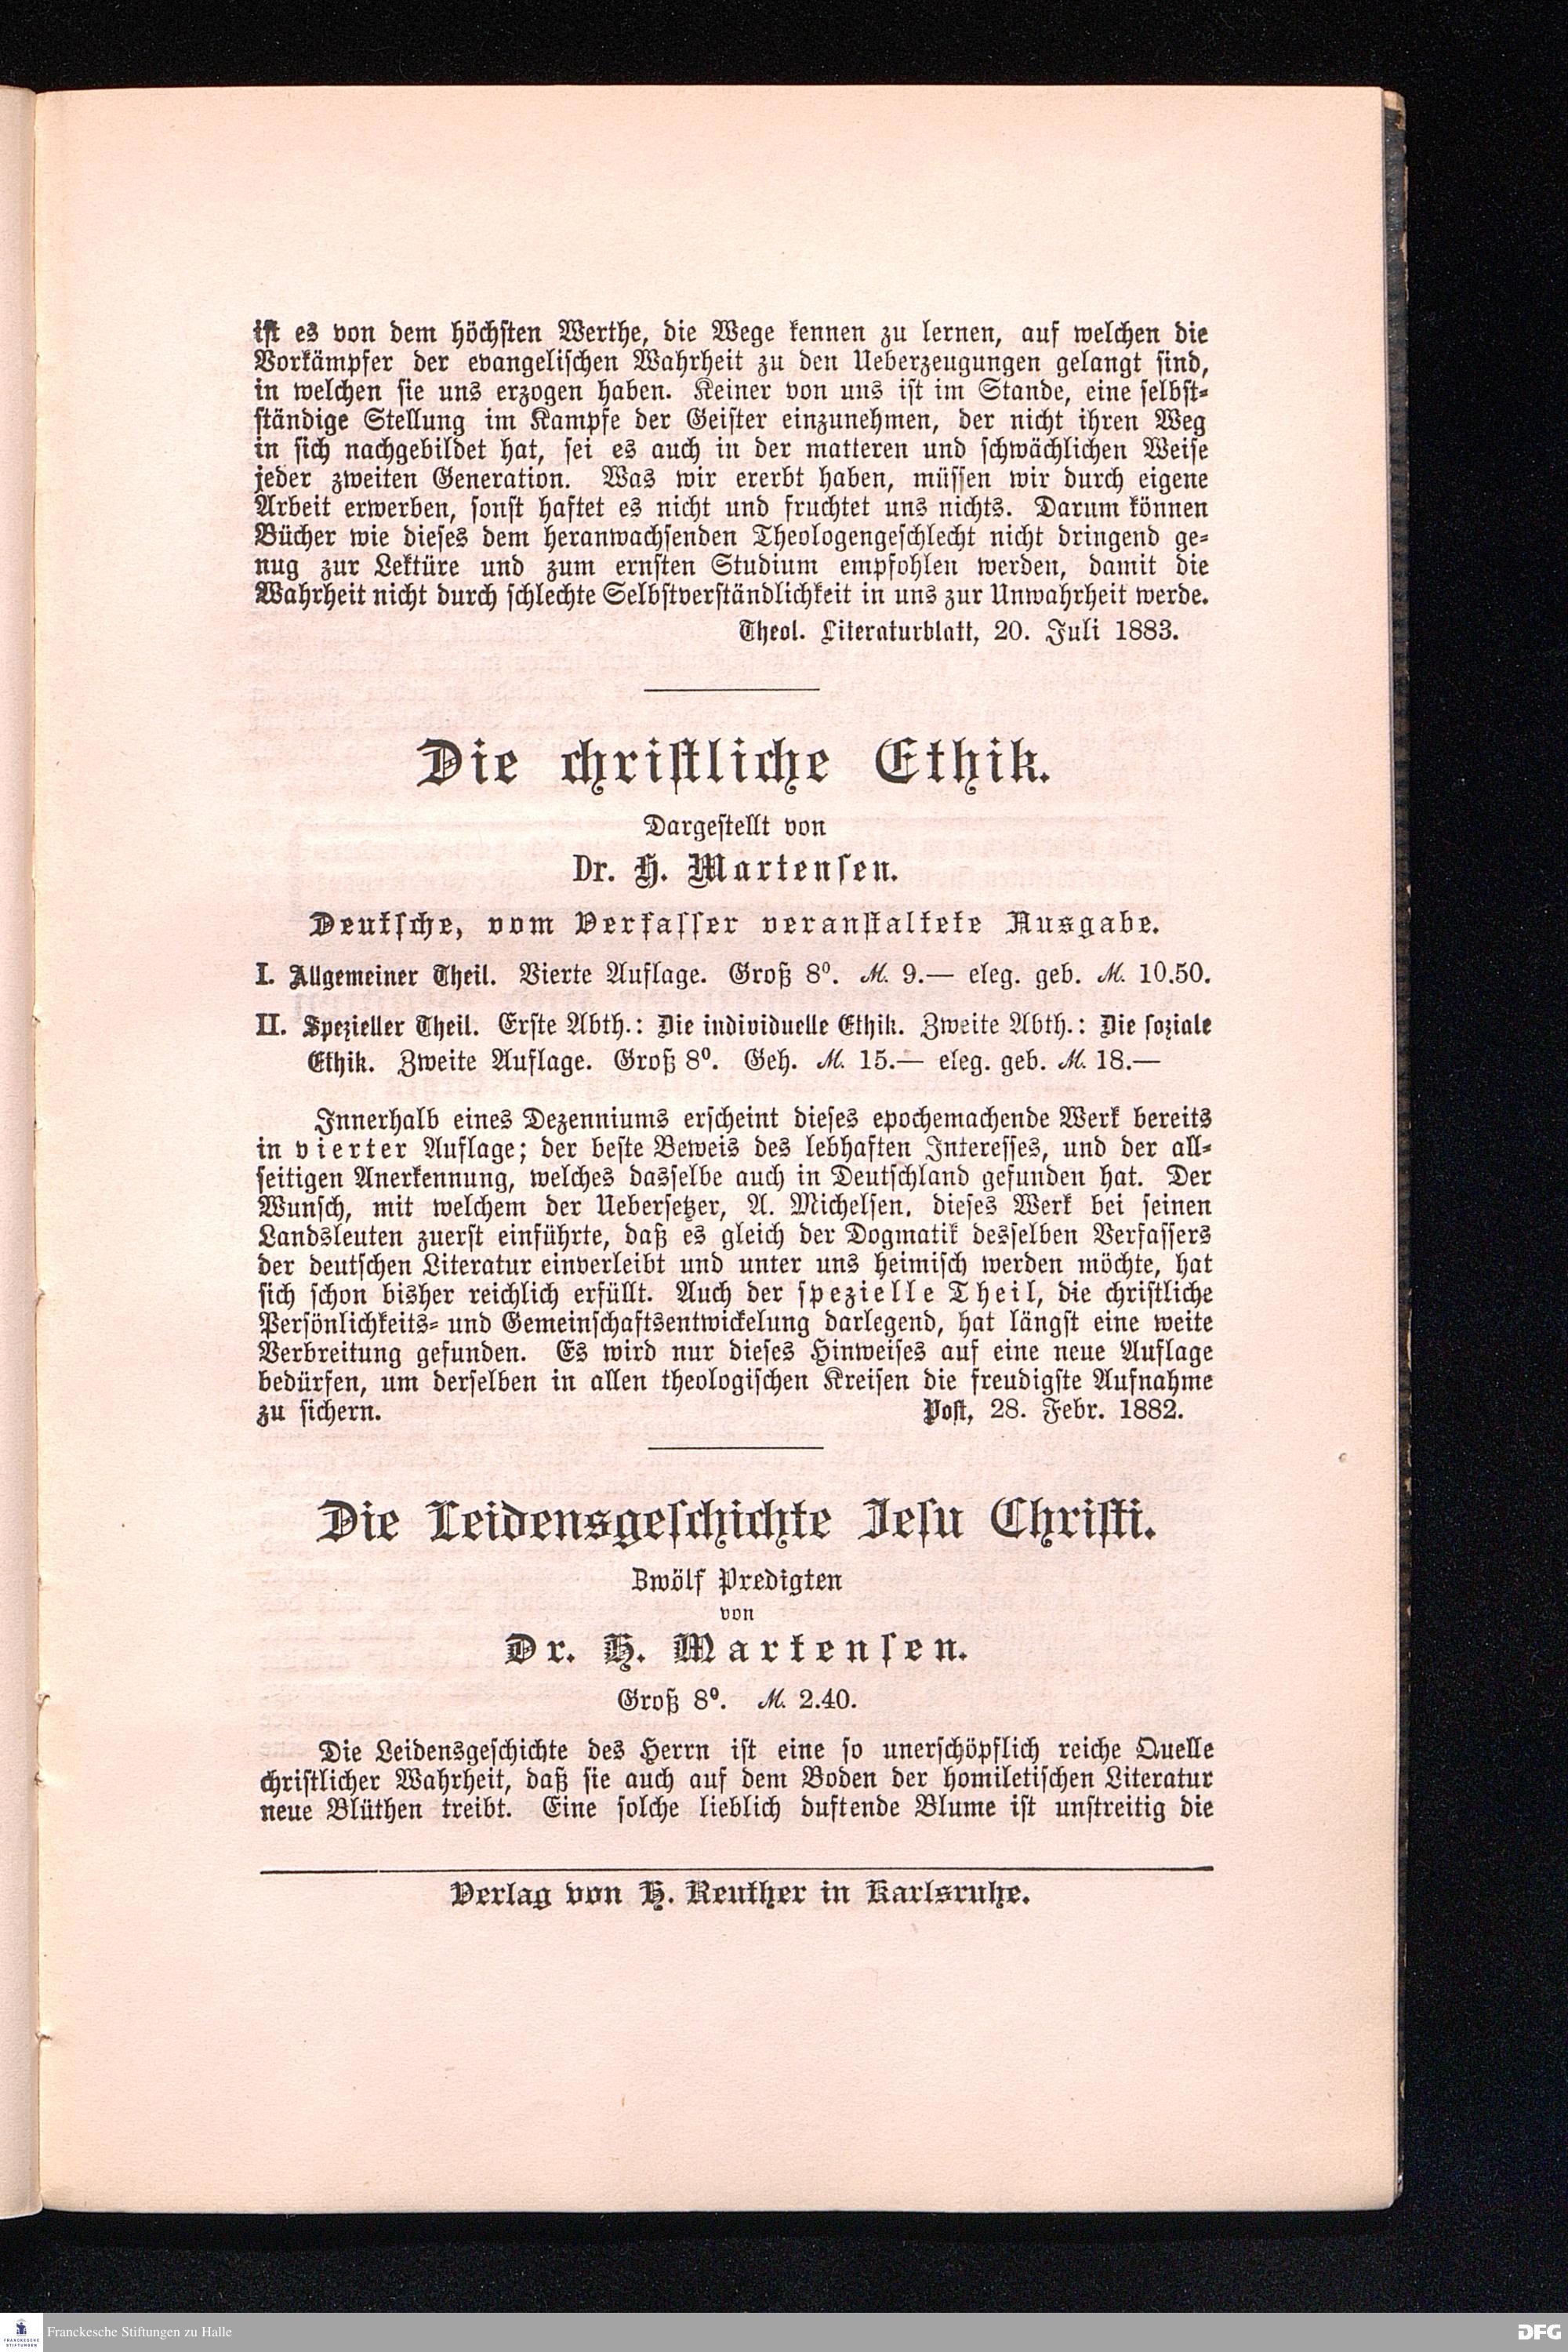 ist es von dem höchsten Werthe, die Wege kennen zu lernen, auf welchen die
Vorkämpfer der evangelischen Wahrheit zu den Ueberzeugungen gelangt sind,
in welchen sie uns erzogen haben. Keiner von uns ist im Stande, eine selbst-
ständige Stellung im Kampfe der Geister einzunehmen, der nicht ihren Weg
in sich nachgebildet hat, sei es auch in der matteren und schwächlichen Weise
jeder zweiten Generation. Was wir ererbt haben, müssen wir durch eigene
Arbeit erwerben, sonst haftet es nicht und fruchtet uns nichts. Darum können
Bücher wie dieses dem heranwachsenden Theologengeschlecht nicht dringend ge-
nug zur Lektüre und zum ernsten Studium empfohlen werden, damit die
Wahrheit nicht durch schlechte Selbstverständlichkeit in uns zur Unwahrheit werde.
Theol. Literaturblatt, 20. Juli 1883.
Die christliche Ethik.
Dargestellt von
Dr. H. Martensen.
Deutsche, vom Verfasser veranstaltete Ausgabe.
I. Allgemeiner Theil. Vierte Auflage. Groß 8⁰. M. 9.— eleg. geb. M. 10.50.
II. Spezieller Theil. Erste Abth.: Die individuelle Ethik. Zweite Abth.: Die soziale
Ethik. Zweite Auflage. Groß 8⁰. Geh. M. 15.— eleg. geb. M. 18.—
Innerhalb eines Dezenniums erscheint dieses epochemachende Werk bereits
in vierter Auflage; der beste Beweis des lebhaften Interesses, und der all-
seitigen Anerkennung, welches dasselbe auch in Deutschland gefunden hat. Der
Wunsch, mit welchem der Uebersetzer, A. Michelsen, dieses Werk bei seinen
Landsleuten zuerst einführte, daß es gleich der Dogmatik desselben Verfassers
der deutschen Literatur einverleibt und unter uns heimisch werden möchte, hat
sich schon bisher reichlich erfüllt. Auch der spezielle Theil, die christliche
Persönlichkeits- und Gemeinschaftsentwickelung darlegend, hat längst eine weite
Verbreitung gefunden. Es wird nur dieses Hinweises auf eine neue Auflage
bedürfen, um derselben in allen theologischen Kreisen die freudigste Aufnahme
zu sichern. Post, 28. Febr. 1882.
Die Leidensgeschichte Jesu Christi.
Zwölf Predigten
von
Dr. H. Martensen.
Groß 8⁰. M. 2.40.
Die Leidensgeschichte des Herrn ist eine so unerschöpflich reiche Quelle
christlicher Wahrheit, daß sie auch auf dem Boden der homiletischen Literatur
neue Blüthen treibt. Eine solche lieblich duftende Blume ist unstreitig die
Verlag von H. Reuther in Karlsruhe.
FRANCKESCHE
STIFTUNGEN
Franckesche Stiftungen zu Halle
DFG